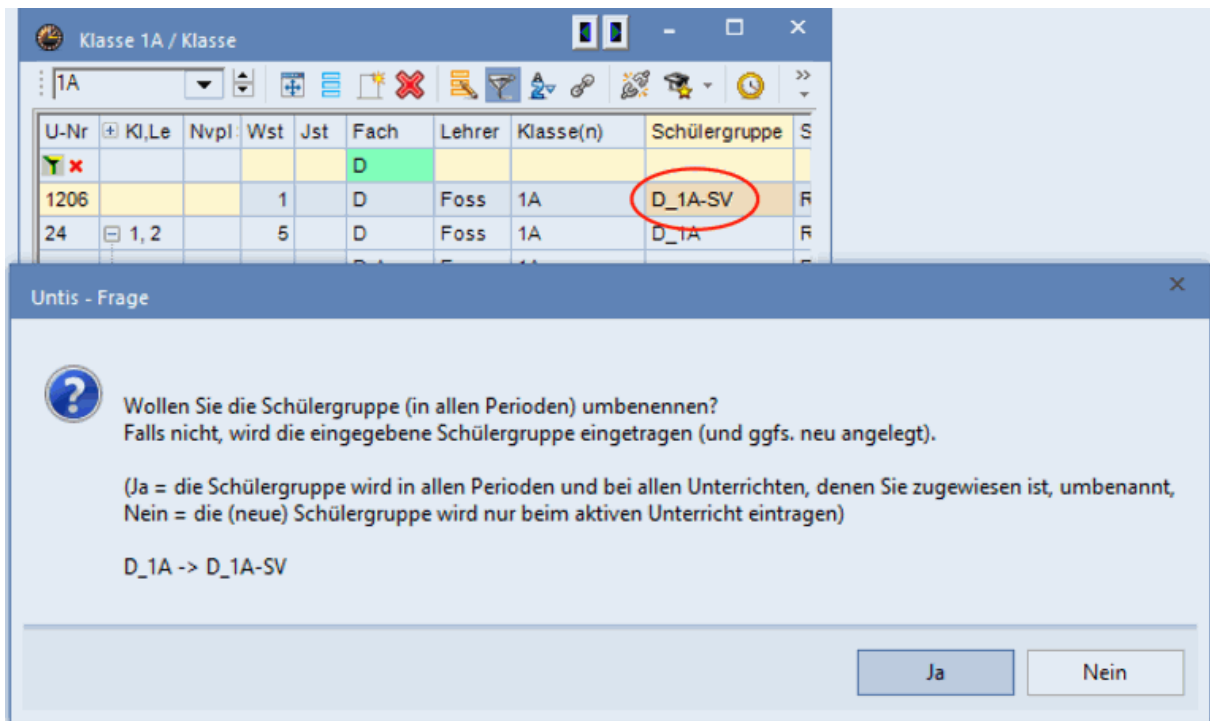 Klasse 1A / Klasse
1A
U-Nr Kl,Le Nvpl Wst Jst Fach Lehrer Klasse(n) Schülergruppe S
D
1206 1 D Foss 1A D_1A-SV R
24 1, 2 5 D Foss 1A D_1A R
Untis - Frage
Wollen Sie die Schülergruppe (in allen Perioden) umbenennen?
Falls nicht, wird die eingegebene Schülergruppe eingetragen (und ggfs. neu angelegt).
(Ja = die Schülergruppe wird in allen Perioden und bei allen Unterrichten, denen Sie zugewiesen ist, umbenannt,
Nein = die (neue) Schülergruppe wird nur beim aktiven Unterricht eintragen)
D_1A -> D_1A-SV
Ja Nein